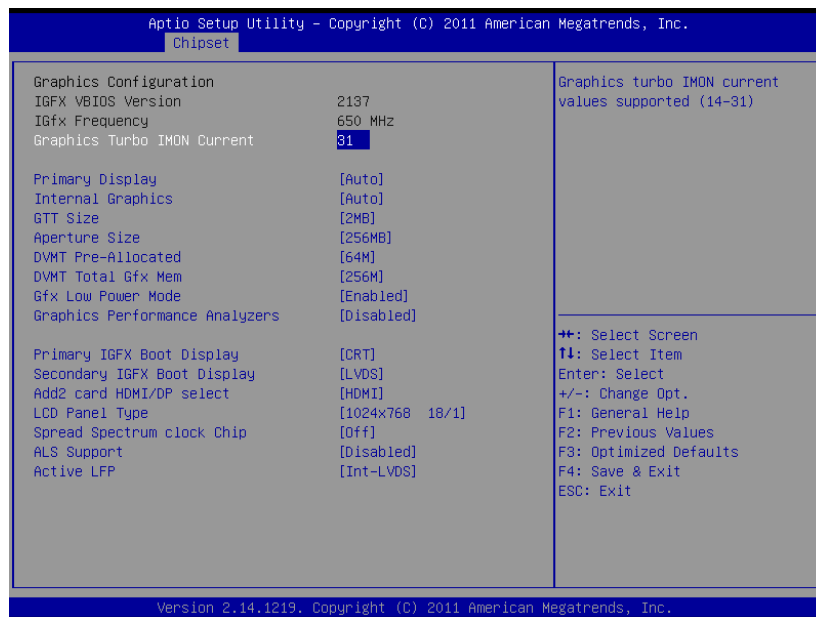 Aptio Setup Utility – Copyright (C) 2011 American Megatrends, Inc.
Chipset
Graphics Configuration
IGFX VBIOS Version 2137
IGfx Frequency 650 MHz
Graphics Turbo IMON Current 31
Primary Display [Auto]
Internal Graphics [Auto]
GTT Size [2MB]
Aperture Size [256MB]
DVMT Pre-Allocated [64M]
DVMT Total Gfx Mem [256M]
Gfx Low Power Mode [Enabled]
Graphics Performance Analyzers [Disabled]
Primary IGFX Boot Display [CRT]
Secondary IGFX Boot Display [LVDS]
Add2 card HDMI/DP select [HDMI]
LCD Panel Type [1024x768 18/1]
Spread Spectrum clock Chip [Off]
ALS Support [Disabled]
Active LFP [Int-LVDS]
Graphics turbo IMON current
values supported (14-31)
→←: Select Screen
↑↓: Select Item
Enter: Select
+/-: Change Opt.
F1: General Help
F2: Previous Values
F3: Optimized Defaults
F4: Save & Exit
ESC: Exit
Version 2.14.1219. Copyright (C) 2011 American Megatrends, Inc.